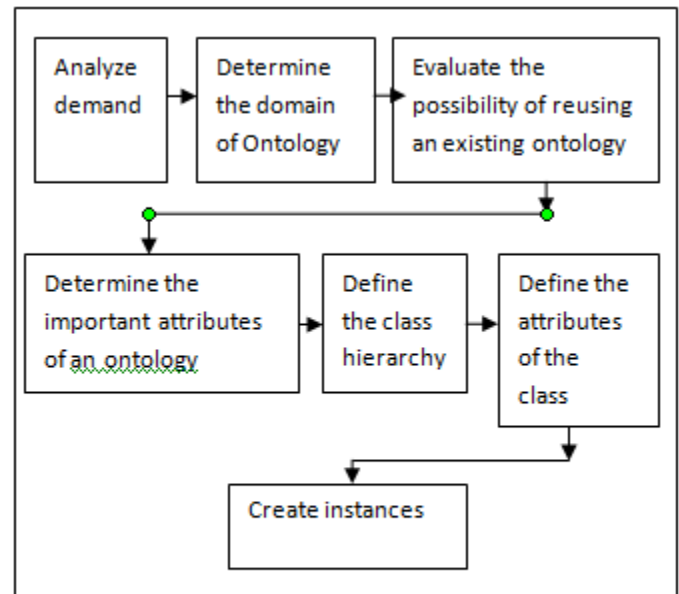 Analyze
demand
Determine
the domain
of Ontology
Evaluate the
possibility of reusing
an existing ontology
Determine the
important attributes
of an ontology
Define
the class
hierarchy
Define the
attributes
of the
class
Create instances